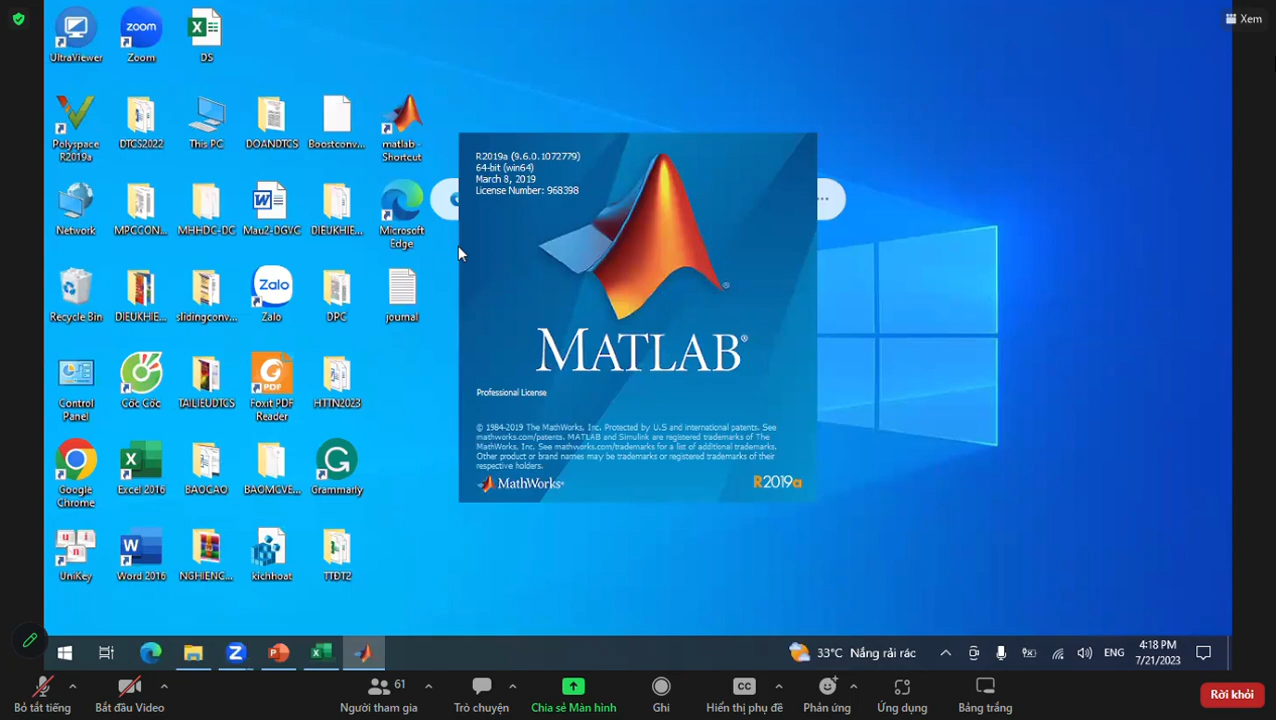 Xem
UltraViewer
Zoom
DS
Polyspace R2019a
DTCS2022
This PC
DOANDTCS
Boostconv...
matlab - Shortcut
Network
MPCCON...
MHHDC-DC
Mau2-DGVC
DIEUKHIE...
Microsoft Edge
Recycle Bin
DIEUKHIE...
slidingconv...
Zalo
DPC
journal
Control Panel
Cốc Cốc
TAILIEUDTCS
Foxit PDF Reader
HTTN2023
Google Chrome
Excel 2016
BAOCAO
BAOMCVE...
Grammarly
UniKey
Word 2016
NGHIENC...
kichhoat
TTDT2
R2019a (9.6.0.1072779)
64-bit (win64)
March 8, 2019
License Number: 968398
MATLAB®
Professional License
© 1984-2019 The MathWorks, Inc. Protected by U.S and international patents. See
mathworks.com/patents. MATLAB and Simulink are registered trademarks of The
MathWorks, Inc. See mathworks.com/trademarks for a list of additional trademarks.
Other product or brand names may be trademarks or registered trademarks of their
respective holders.
MathWorks®
R2019a
33°C Nắng rải rác
ENG
4:18 PM
7/21/2023
Bỏ tắt tiếng
Bắt đầu Video
61
Người tham gia
Trò chuyện
Chia sẻ Màn hình
Ghi
CC
Hiển thị phụ đề
Phản ứng
Ứng dụng
Bảng trắng
Rời khỏi